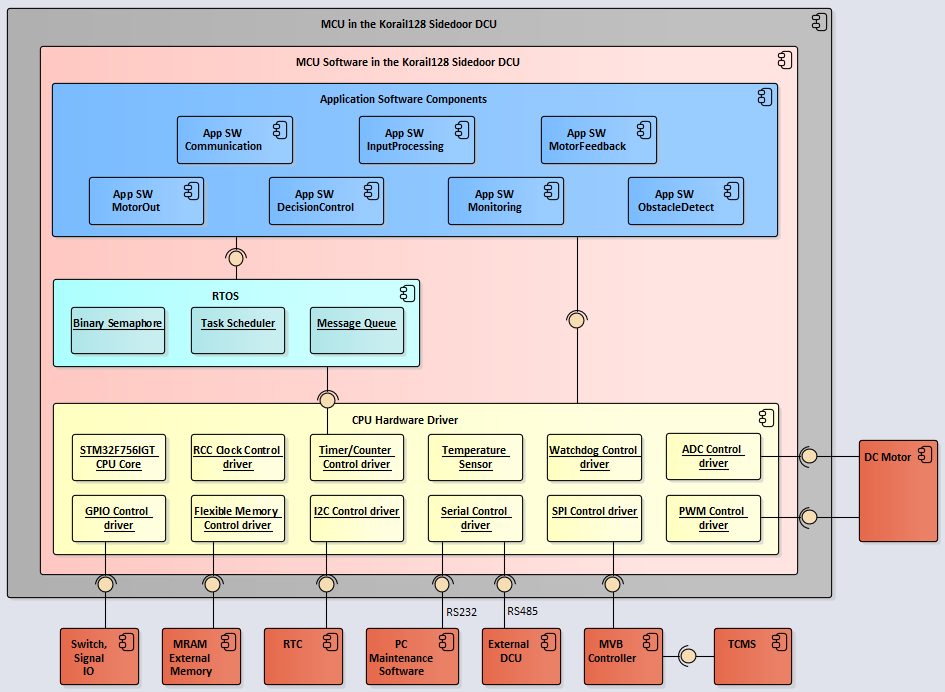 MCU in the Korail128 Sidedoor DCU
MCU Software in the Korail128 Sidedoor DCU
Application Software Components
App SW
Communication
App SW
InputProcessing
App SW
MotorFeedback
App SW
MotorOut
App SW
DecisionControl
App SW
Monitoring
App SW
ObstacleDetect
RTOS
Binary Semaphore
Task Scheduler
Message Queue
CPU Hardware Driver
STM32F756IGT
CPU Core
RCC Clock Control
driver
Timer/Counter
Control driver
Temperature
Sensor
Watchdog Control
driver
ADC Control
driver
GPIO Control
driver
Flexible Memory
Control driver
I2C Control driver
Serial Control
driver
SPI Control driver
PWM Control
driver
DC Motor
RS232
RS485
Switch,
Signal
IO
MRAM
External
Memory
RTC
PC
Maintenance
Software
External
DCU
MVB
Controller
TCMS